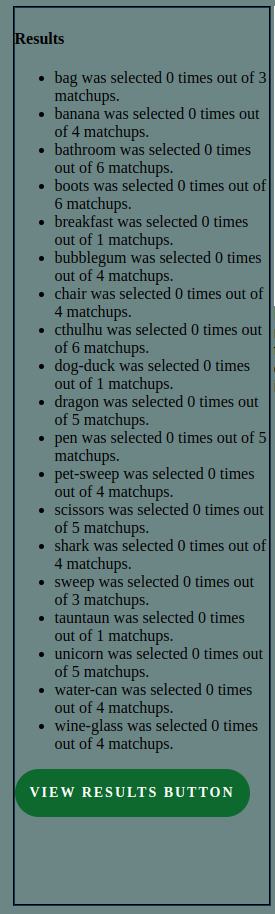 Results
bag was selected 0 times out of 3
matchups.
banana was selected 0 times out
of 4 matchups.
bathroom was selected 0 times
out of 6 matchups.
boots was selected 0 times out of
6 matchups.
breakfast was selected 0 times
out of 1 matchups.
bubblegum was selected 0 times
out of 4 matchups.
chair was selected 0 times out of
4 matchups.
cthulhu was selected 0 times out
of 6 matchups.
dog-duck was selected 0 times
out of 1 matchups.
dragon was selected 0 times out
of 5 matchups.
pen was selected 0 times out of 5
matchups.
pet-sweep was selected 0 times
out of 4 matchups.
scissors was selected 0 times out
of 5 matchups.
shark was selected 0 times out of
4 matchups.
sweep was selected 0 times out
of 3 matchups.
tauntaun was selected 0 times
out of 1 matchups.
unicorn was selected 0 times out
of 5 matchups.
water-can was selected 0 times
out of 4 matchups.
wine-glass was selected 0 times
out of 4 matchups.
VIEW RESULTS BUTTON